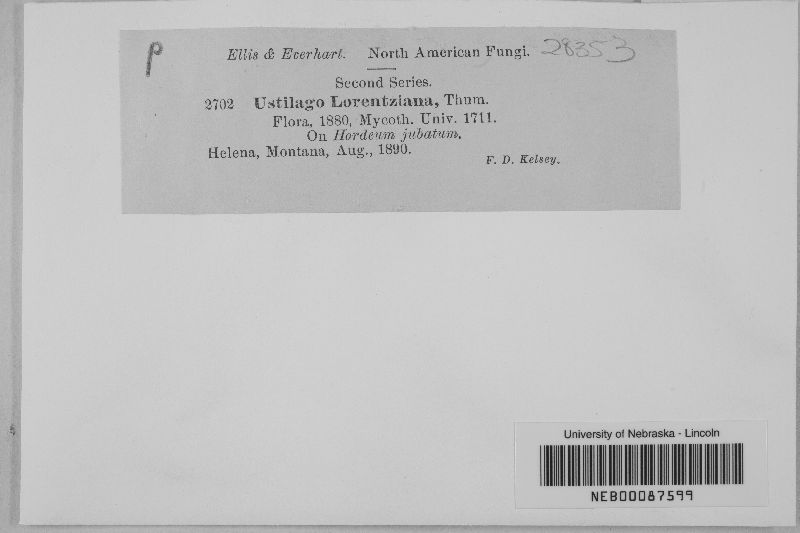 p
Ellis & Everhart. North American Fungi. 28353
Second Series.
2702 Ustilago Lorentziana, Thum.
Flora, 1880, Mycoth. Univ. 1711.
On Hordeum jubatum.
Helena, Montana, Aug., 1890.
F. D. Kelsey.
University of Nebraska - Lincoln
NEB00087599